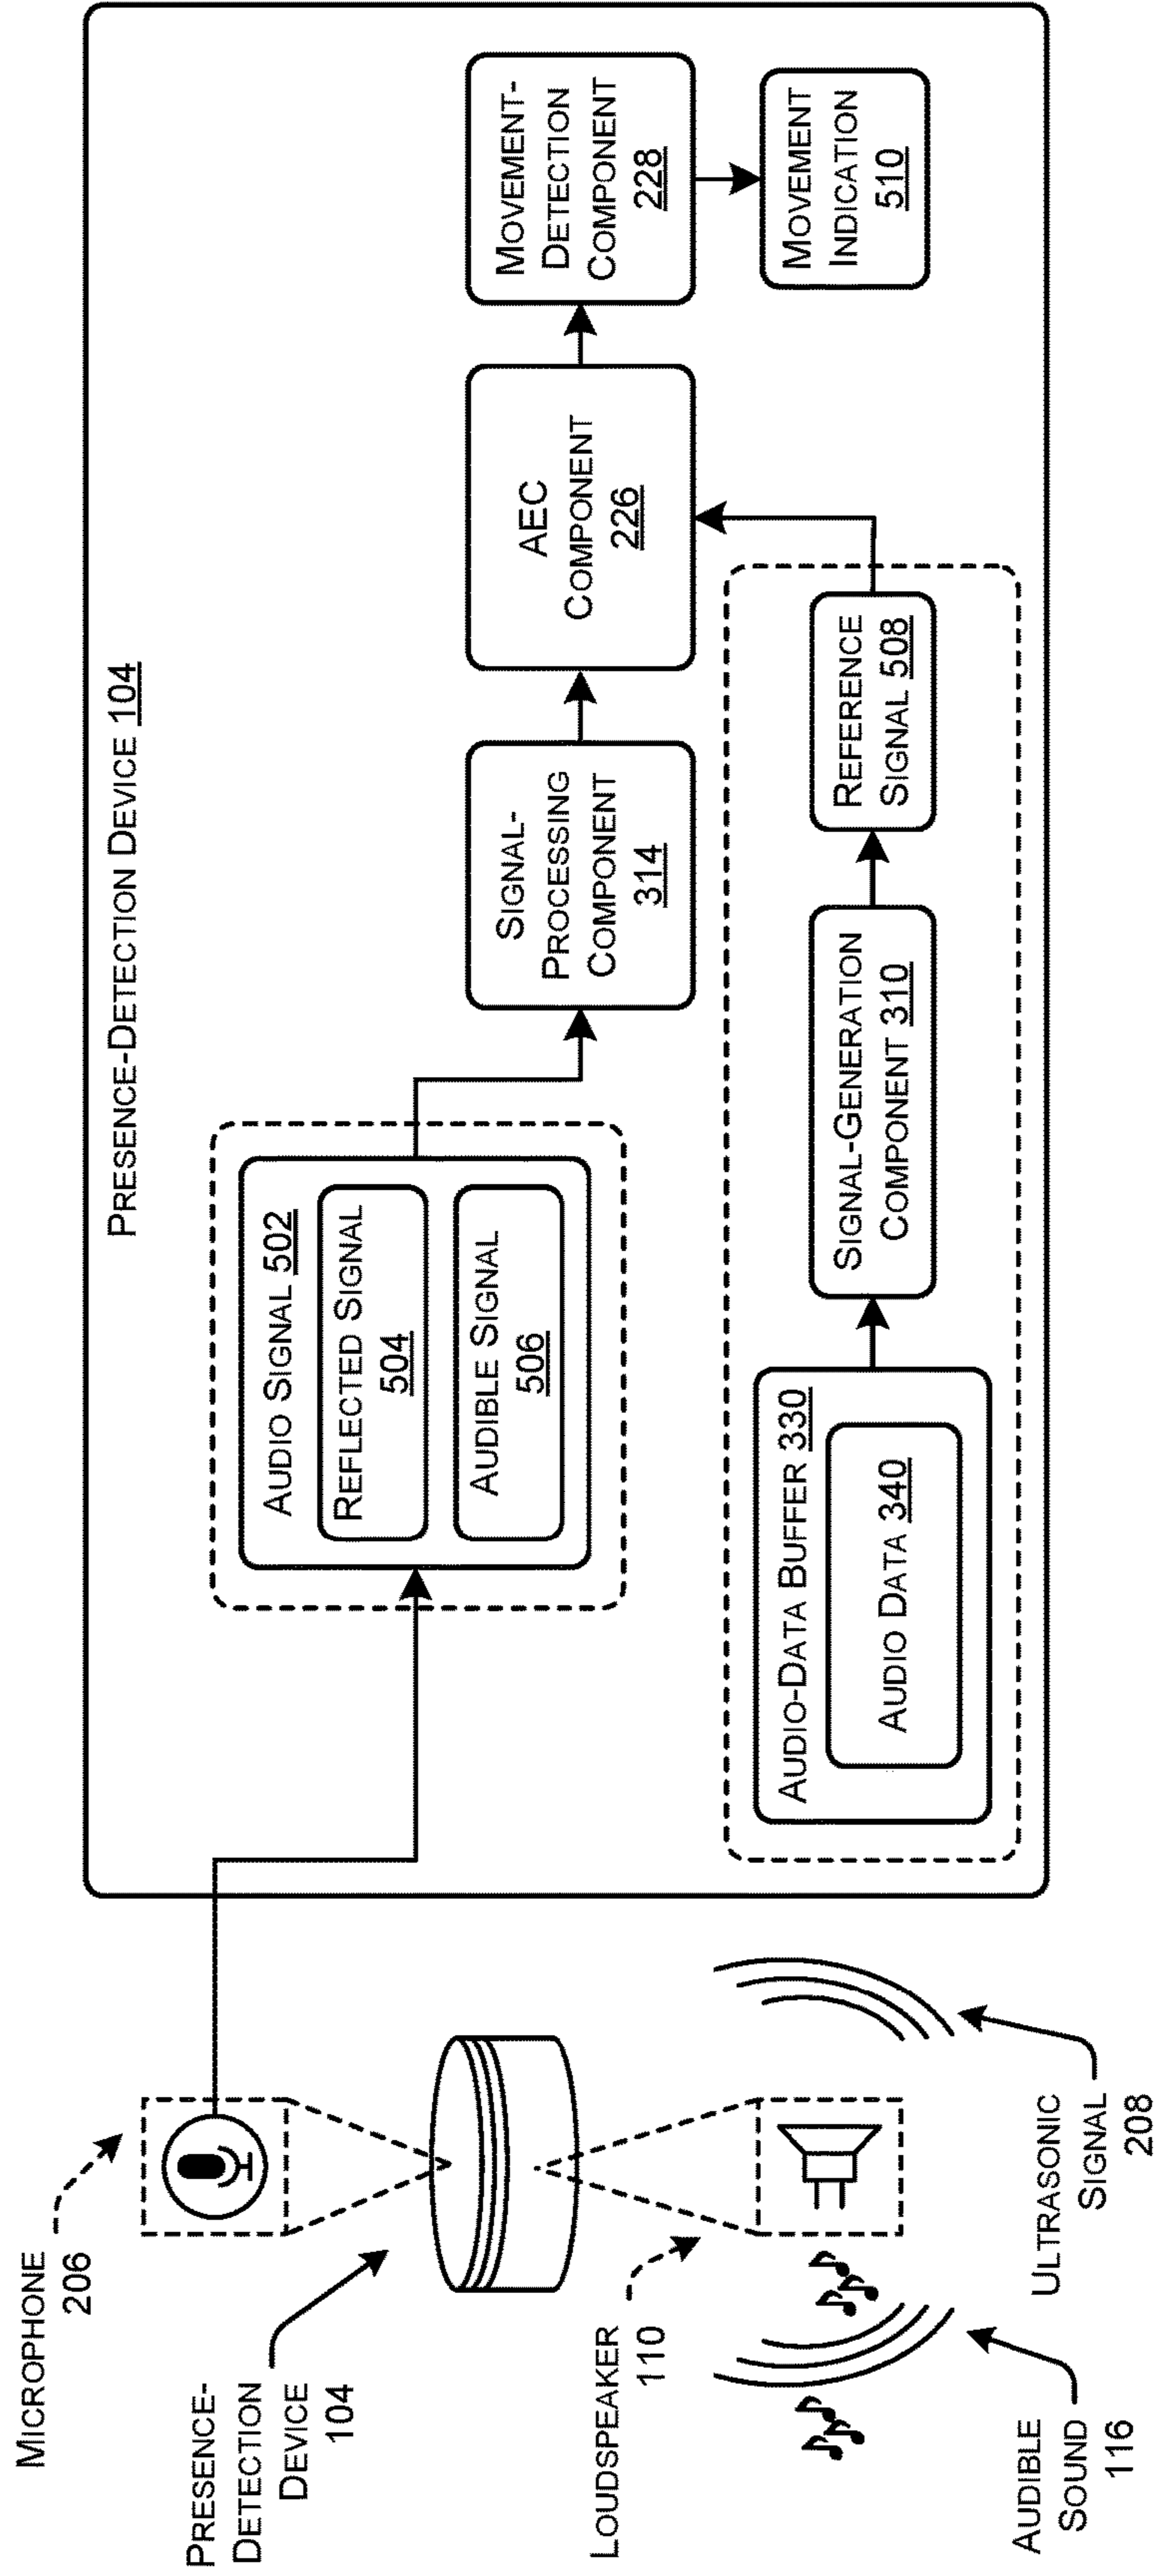 MICROPHONE
206
PRESENCE-
DETECTION
DEVICE
104
LOUDSPEAKER
110
AUDIBLE
SOUND
116
ULTRASONIC
SIGNAL
208
PRESENCE-DETECTION DEVICE 104
AUDIO SIGNAL 502
REFLECTED SIGNAL
504
AUDIBLE SIGNAL
506
SIGNAL-
PROCESSING
COMPONENT
314
AEC
COMPONENT
226
MOVEMENT-
DETECTION
COMPONENT
228
MOVEMENT
INDICATION
510
AUDIO-DATA BUFFER 330
AUDIO DATA 340
SIGNAL-GENERATION
COMPONENT 310
REFERENCE
SIGNAL 508